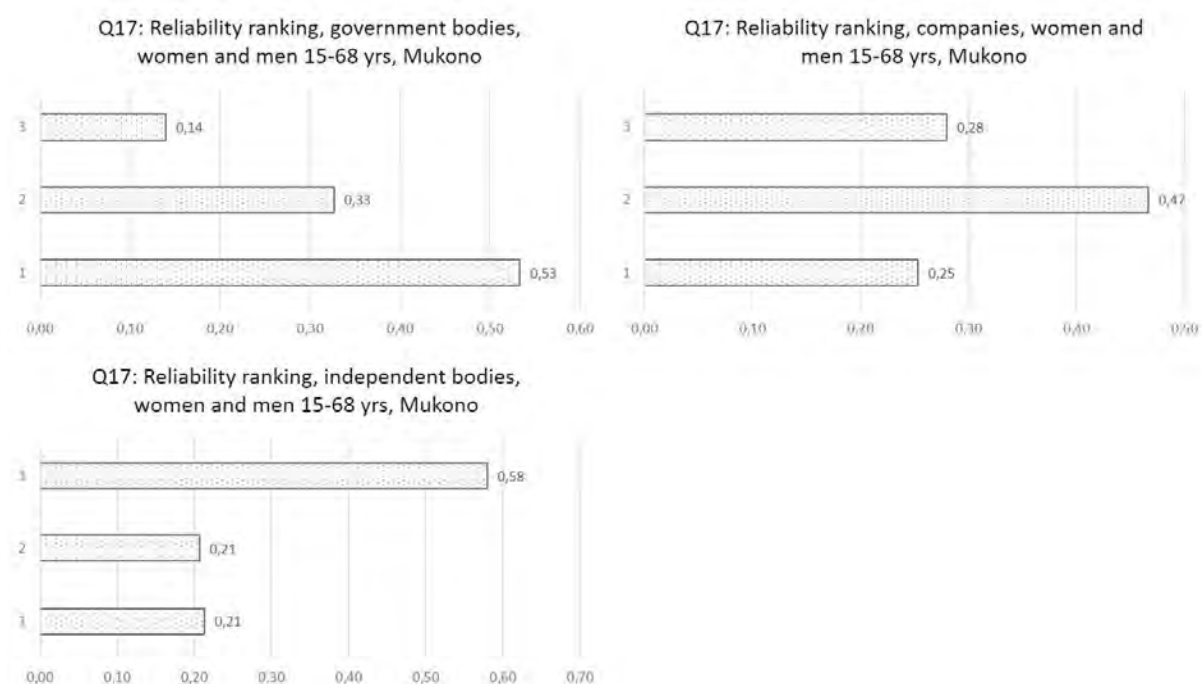 Q17: Reliability ranking, government bodies,
women and men 15-68 yrs, Mukono
3
0,14
2
0,33
1
0,53
0,00 0,10 0,20 0,30 0,40 0,50 0,60
Q17: Reliability ranking, companies, women and
men 15-68 yrs, Mukono
3
0,28
2
0,47
1
0,25
0,00 0,10 0,20 0,30 0,40 0,50
Q17: Reliability ranking, independent bodies,
women and men 15-68 yrs, Mukono
3
0,58
2
0,21
1
0,21
0,00 0,10 0,20 0,30 0,40 0,50 0,60 0,70